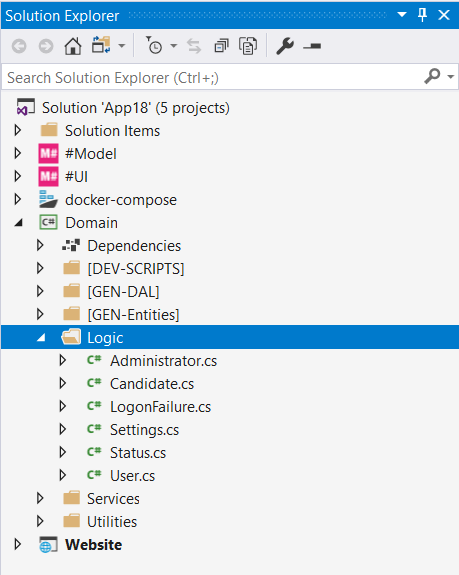 Solution Explorer
Search Solution Explorer (Ctrl+;)
Solution 'App18' (5 projects)
Solution Items
M# #Model
M# #UI
docker-compose
C# Domain
Dependencies
[DEV-SCRIPTS]
[GEN-DAL]
[GEN-Entities]
Logic
C# Administrator.cs
C# Candidate.cs
C# LogonFailure.cs
C# Settings.cs
C# Status.cs
C# User.cs
Services
Utilities
Website